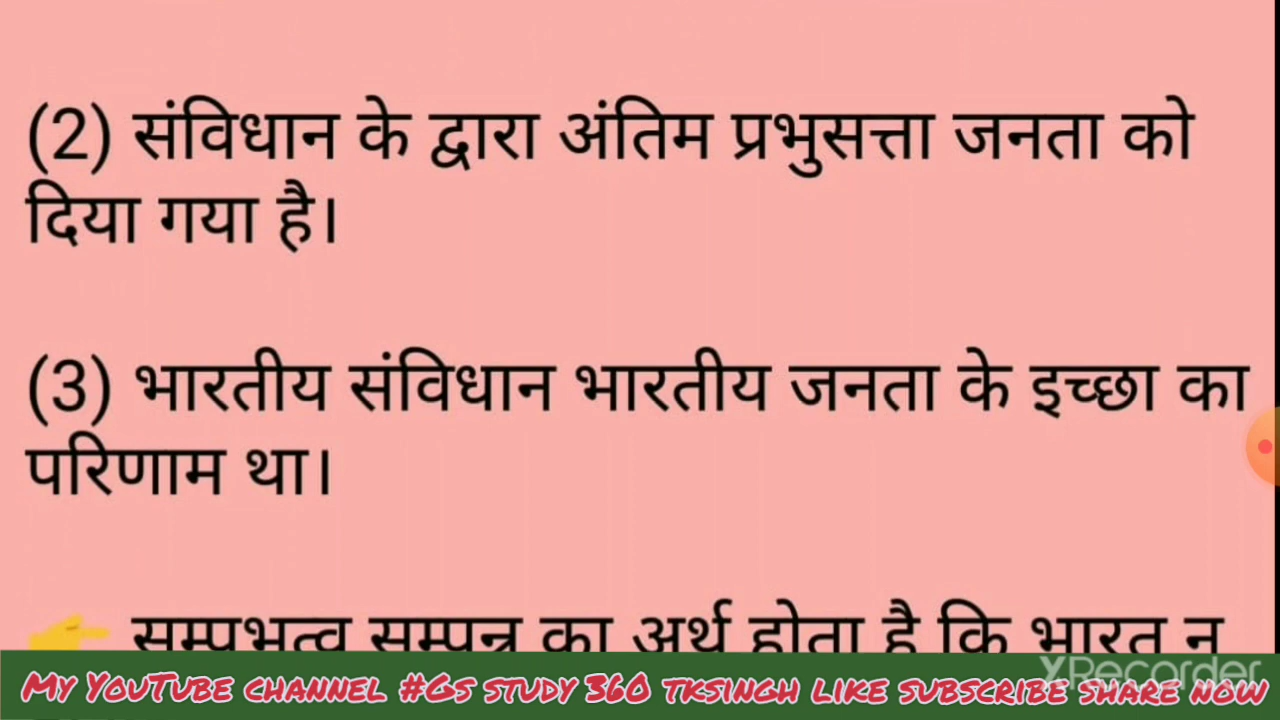 (2) संविधान के द्वारा अंतिम प्रभुसत्ता जनता को
दिया गया है।
(3) भारतीय संविधान भारतीय जनता के इच्छा का
परिणाम था।
👉 सम्प्रभुत्व सम्पन्न का अर्थ होता है कि भारत न
XRecorder
My YouTube channel #Gs study 360 tksingh like subscribe share now